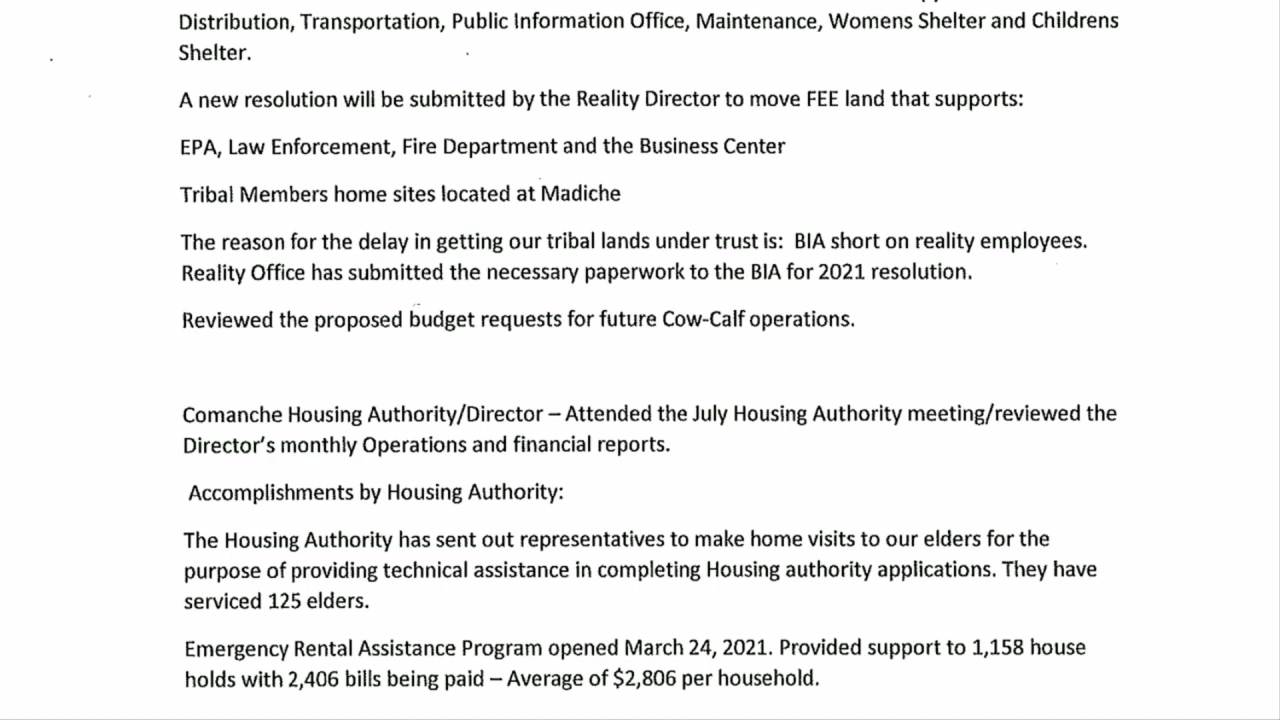 Distribution, Transportation, Public Information Office, Maintenance, Womens Shelter and Childrens
Shelter.
A new resolution will be submitted by the Reality Director to move FEE land that supports:
EPA, Law Enforcement, Fire Department and the Business Center
Tribal Members home sites located at Madiche
The reason for the delay in getting our tribal lands under trust is:  BIA short on reality employees.
Reality Office has submitted the necessary paperwork to the BIA for 2021 resolution.
Reviewed the proposed budget requests for future Cow-Calf operations.
Comanche Housing Authority/Director – Attended the July Housing Authority meeting/reviewed the
Director's monthly Operations and financial reports.
Accomplishments by Housing Authority:
The Housing Authority has sent out representatives to make home visits to our elders for the
purpose of providing technical assistance in completing Housing authority applications. They have
serviced 125 elders.
Emergency Rental Assistance Program opened March 24, 2021. Provided support to 1,158 house
holds with 2,406 bills being paid – Average of $2,806 per household.